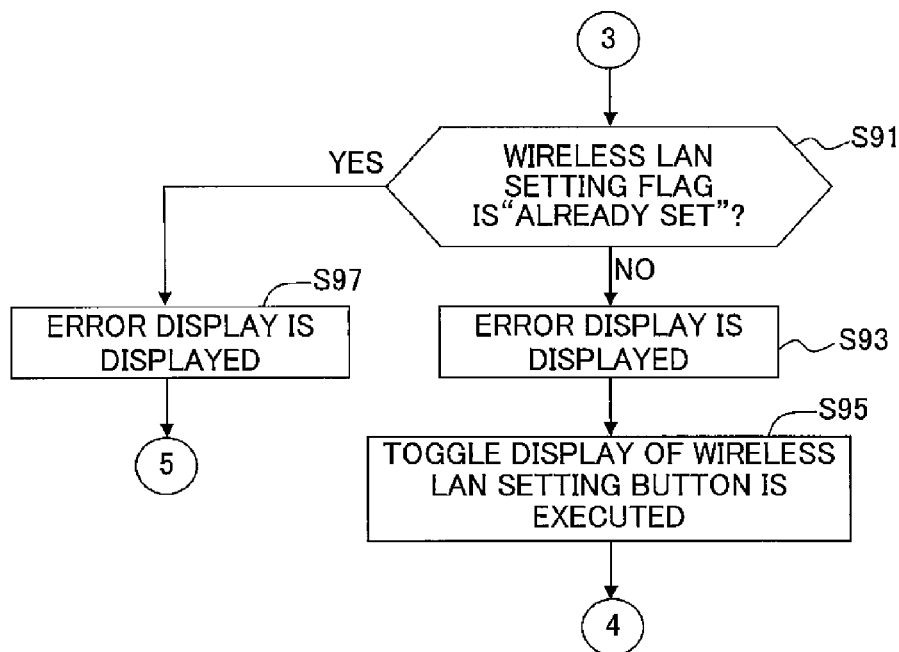 3
S91
WIRELESS LAN
SETTING FLAG
IS“ALREADY SET”?
YES
NO
S97
ERROR DISPLAY IS
DISPLAYED
5
ERROR DISPLAY IS
DISPLAYED
S93
S95
TOGGLE DISPLAY OF WIRELESS
LAN SETTING BUTTON IS
EXECUTED
4